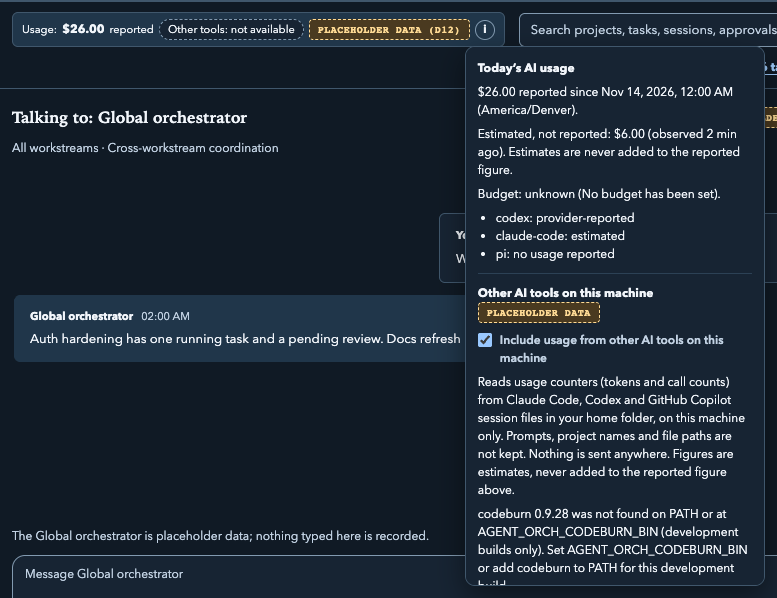 Usage: $26.00 reported
Other tools: not available
PLACEHOLDER DATA (D12)
i
Search projects, tasks, sessions, approvals
Talking to: Global orchestrator
All workstreams · Cross-workstream coordination
Global orchestrator 02:00 AM
Auth hardening has one running task and a pending review. Docs refresh
The Global orchestrator is placeholder data; nothing typed here is recorded.
Message Global orchestrator
Today's AI usage
$26.00 reported since Nov 14, 2026, 12:00 AM
(America/Denver).
Estimated, not reported: $6.00 (observed 2 min
ago). Estimates are never added to the reported
figure.
Budget: unknown (No budget has been set).
• codex: provider-reported
• claude-code: estimated
• pi: no usage reported
Other AI tools on this machine
PLACEHOLDER DATA
Include usage from other AI tools on this
machine
Reads usage counters (tokens and call counts)
from Claude Code, Codex and GitHub Copilot
session files in your home folder, on this machine
only. Prompts, project names and file paths are
not kept. Nothing is sent anywhere. Figures are
estimates, never added to the reported figure
above.
codeburn 0.9.28 was not found on PATH or at
AGENT_ORCH_CODEBURN_BIN (development
builds only). Set AGENT_ORCH_CODEBURN_BIN
or add codeburn to PATH for this development
build.